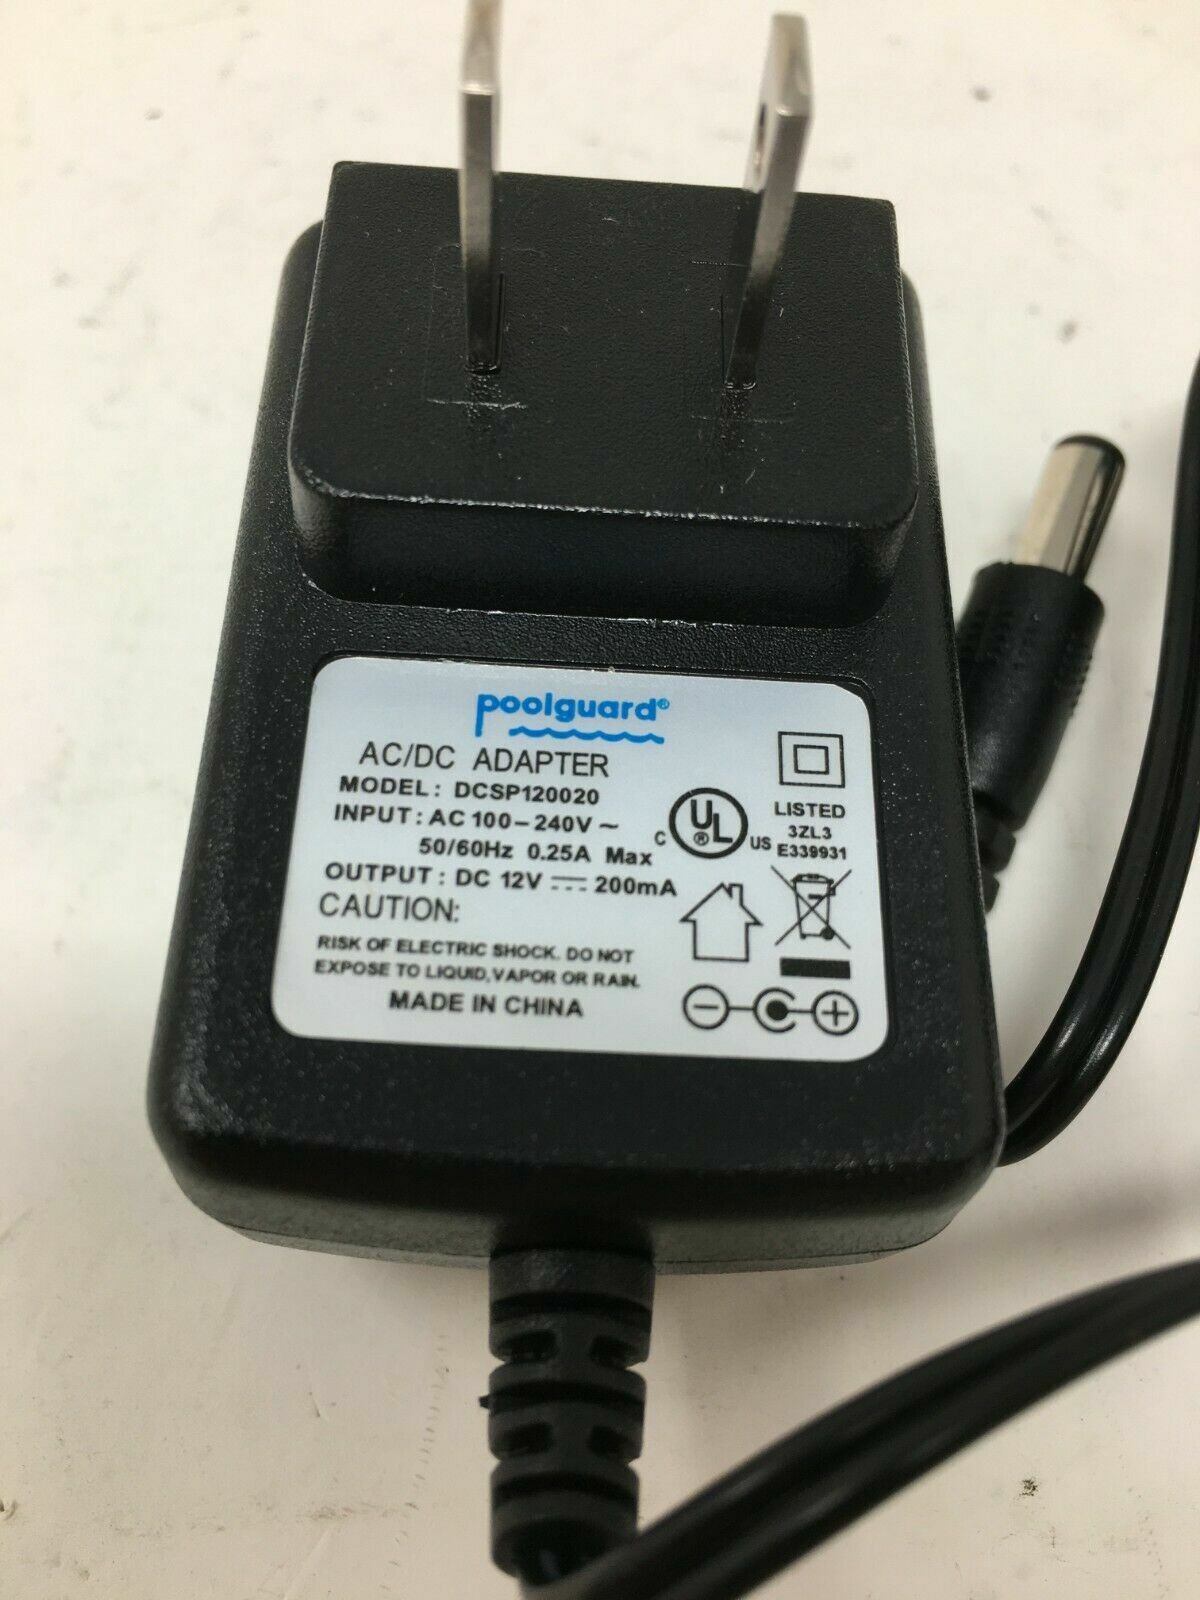 poolguard®
AC/DC ADAPTER
MODEL: DCSP120020
INPUT: AC 100-240V~
50/60Hz 0.25A Max
OUTPUT: DC 12V⎓200mA
CAUTION:
RISK OF ELECTRIC SHOCK. DO NOT
EXPOSE TO LIQUID, VAPOR OR RAIN.
MADE IN CHINA
C UL® US
LISTED
3ZL3
E339931